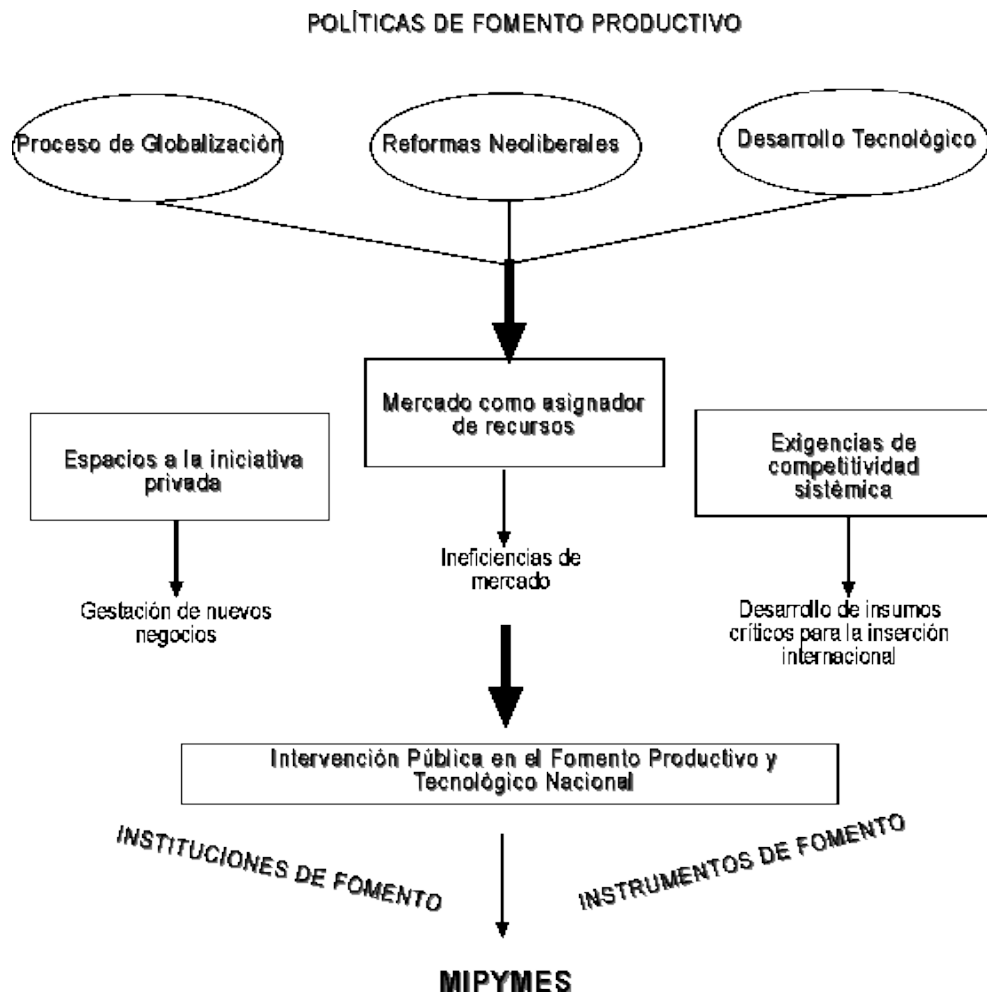 POLÍTICAS DE FOMENTO PRODUCTIVO
Proceso de Globalización
Reformas Neoliberales
Desarrollo Tecnológico
Mercado como asignador
de recursos
Espacios a la iniciativa
privada
Exigencias de
competitividad
sistémica
Ineficiencias de
mercado
Gestación de nuevos
negocios
Desarrollo de insumos
críticos para la inserción
internacional
Intervención Pública en el Fomento Productivo y
Tecnológico Nacional
INSTITUCIONES DE FOMENTO
INSTRUMENTOS DE FOMENTO
MIPYMES